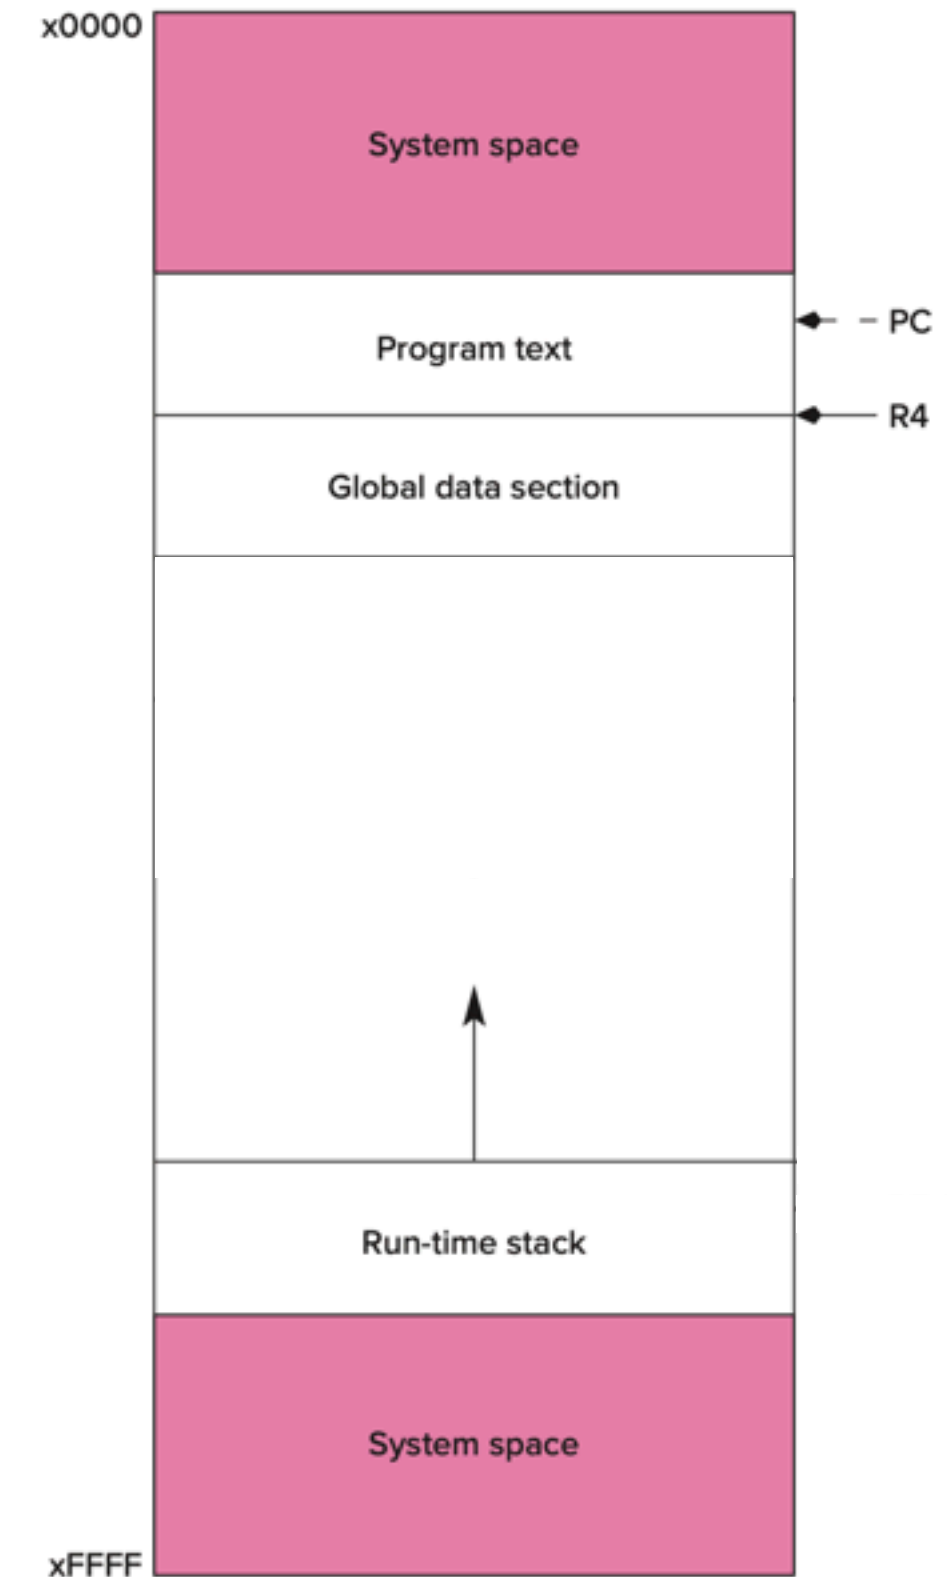 x0000
System space
PC
Program text
R4
Global data section
Run-time stack
System space
xFFFF